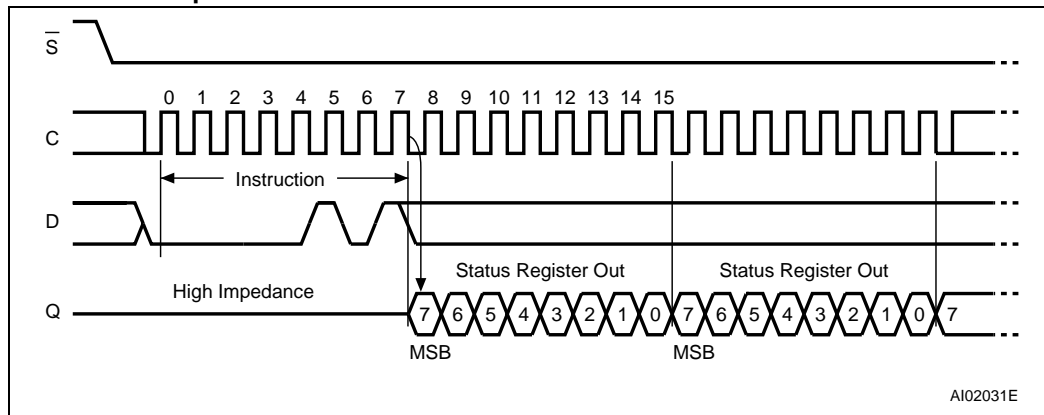 S
0 1 2 3 4 5 6 7 8 9 10 11 12 13 14 15
C
Instruction
D
Status Register Out Status Register Out
High Impedance
Q 7 6 5 4 3 2 1 0 7 6 5 4 3 2 1 0 7
MSB MSB
AI02031E